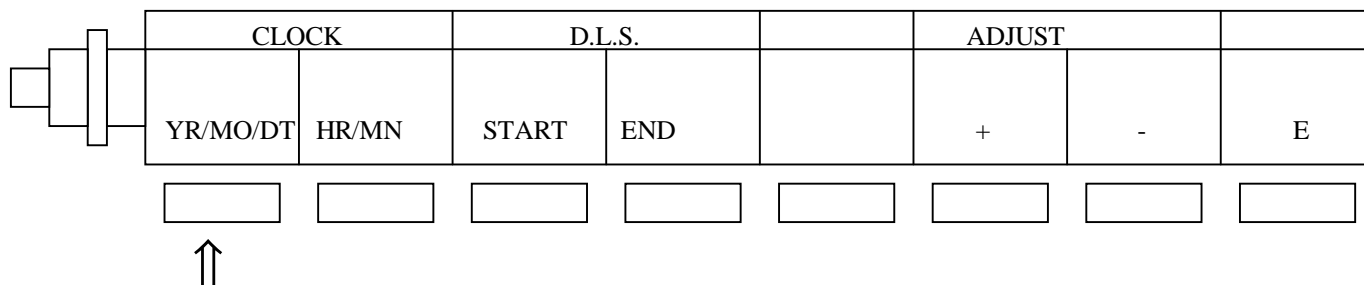 CLOCK D.L.S. ADJUST
YR/MO/DT HR/MN START END + - E